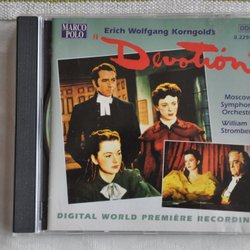 MARCO
POLO
Erich Wolfgang Korngold's
"Devotion
Moscow
Symphony
Orchestra
William
Stromberg
DIGITAL WORLD PREMIÈRE RECORDING